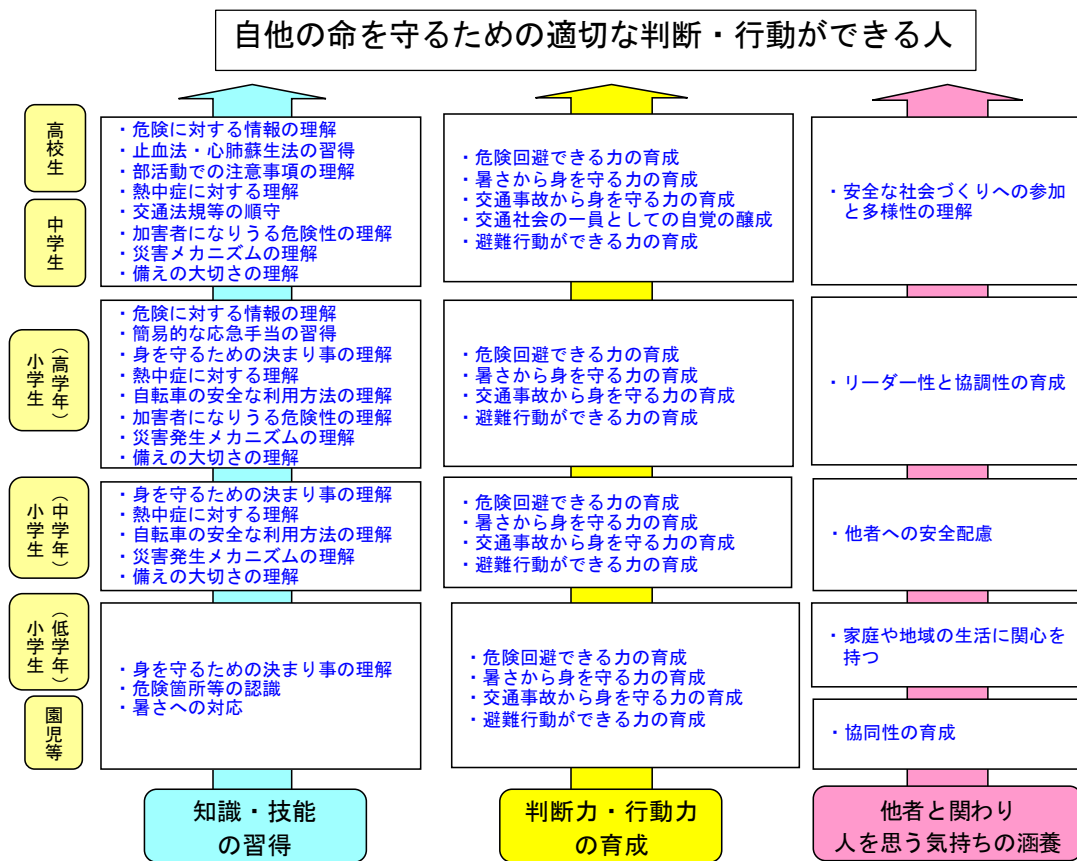 自他の命を守るための適切な判断・行動ができる人
高校生
中学生
・危険に対する情報の理解
・止血法・心肺蘇生法の習得
・部活動での注意事項の理解
・熱中症に対する理解
・交通法規等の順守
・加害者になりうる危険性の理解
・災害メカニズムの理解
・備えの大切さの理解
・危険回避できる力の育成
・暑さから身を守る力の育成
・交通事故から身を守る力の育成
・交通社会の一員としての自覚の醸成
・避難行動ができる力の育成
・安全な社会づくりへの参加
と多様性の理解
小学生
（高学年）
・危険に対する情報の理解
・簡易的な応急手当の習得
・身を守るための決まり事の理解
・熱中症に対する理解
・自転車の安全な利用方法の理解
・加害者になりうる危険性の理解
・災害発生メカニズムの理解
・備えの大切さの理解
・危険回避できる力の育成
・暑さから身を守る力の育成
・交通事故から身を守る力の育成
・避難行動ができる力の育成
・リーダー性と協調性の育成
小学生
（中学年）
・身を守るための決まり事の理解
・熱中症に対する理解
・自転車の安全な利用方法の理解
・災害発生メカニズムの理解
・備えの大切さの理解
・危険回避できる力の育成
・暑さから身を守る力の育成
・交通事故から身を守る力の育成
・避難行動ができる力の育成
・他者への安全配慮
小学生
（低学年）
園児等
・身を守るための決まり事の理解
・危険箇所等の認識
・暑さへの対応
・危険回避できる力の育成
・暑さから身を守る力の育成
・交通事故から身を守る力の育成
・避難行動ができる力の育成
・家庭や地域の生活に関心を
持つ
・協同性の育成
知識・技能
の習得
判断力・行動力
の育成
他者と関わり
人を思う気持ちの涵養